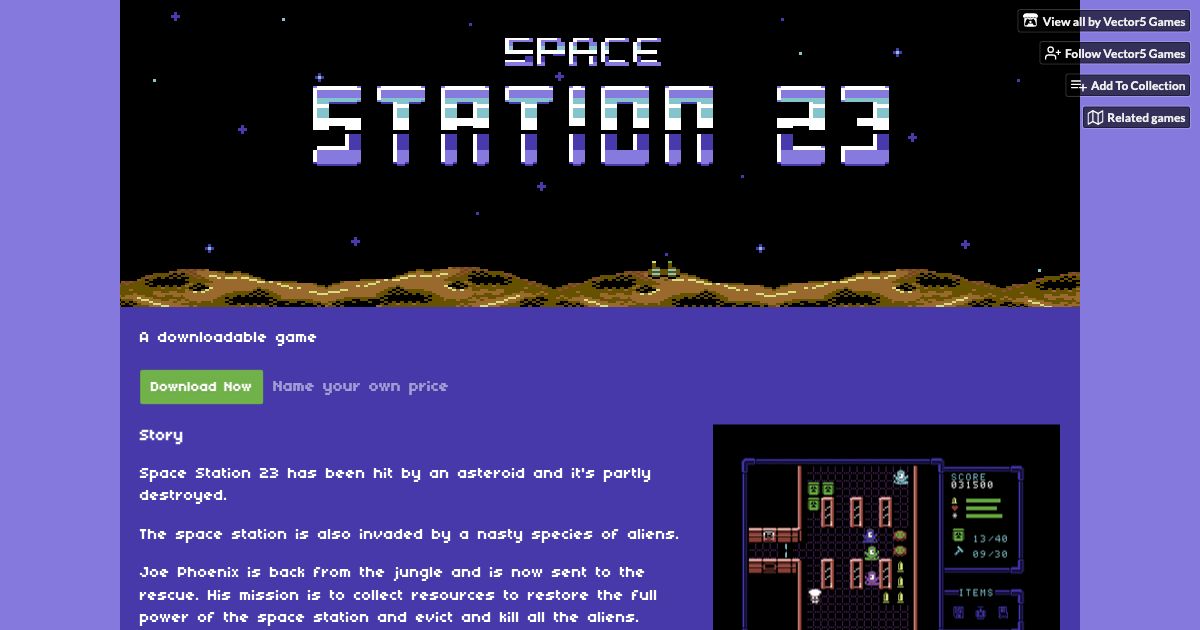 View all by Vector5 Games
Follow Vector5 Games
Add To Collection
Related games
SPACE
STATION 23
A downloadable game
Download Now Name your own price
Story
Space Station 23 has been hit by an asteroid and it's partly
destroyed.
The space station is also invaded by a nasty species of aliens.
Joe Phoenix is back from the jungle and is now sent to the
rescue. His mission is to collect resources to restore the full
power of the space station and evict and kill all the aliens.
SCORE
031500
13/40
09/30
ITEMS